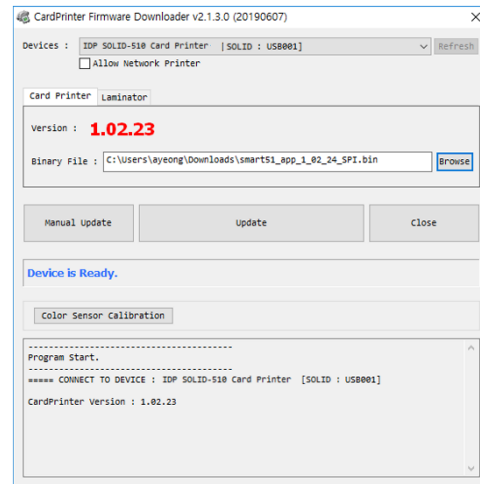 CardPrinter Firmware Downloader v2.1.3.0 (20190607)
Devices : IDP SOLID-510 Card Printer |SOLID : USB001] Refresh
Allow Network Printer
Card Printer Laminator
Version : 1.02.23
Binary File : C:\Users\ayeong\Downloads\smart51_app_1_02_24_SPI.bin Browse
Manual Update Update Close
Device is Ready.
Color Sensor Calibration
--------------------------------------
Program Start.
--------------------------------------
===== CONNECT TO DEVICE : IDP SOLID-510 Card Printer [SOLID : USB001]
CardPrinter Version : 1.02.23